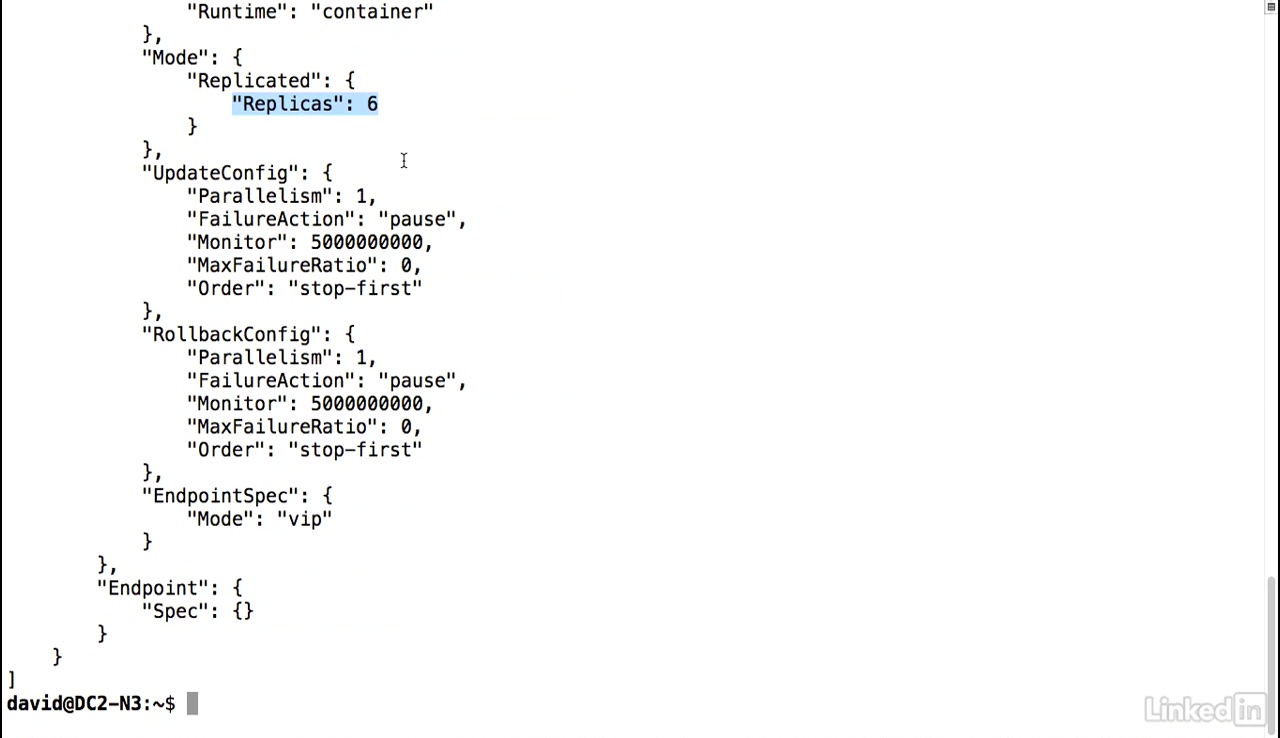 "Runtime": "container"
},
"Mode": {
"Replicated": {
"Replicas": 6
}
},
"UpdateConfig": {
"Parallelism": 1,
"FailureAction": "pause",
"Monitor": 5000000000,
"MaxFailureRatio": 0,
"Order": "stop-first"
},
"RollbackConfig": {
"Parallelism": 1,
"FailureAction": "pause",
"Monitor": 5000000000,
"MaxFailureRatio": 0,
"Order": "stop-first"
},
"EndpointSpec": {
"Mode": "vip"
}
},
"Endpoint": {
"Spec": {}
}
}
]
david@DC2-N3:~$
Linked in